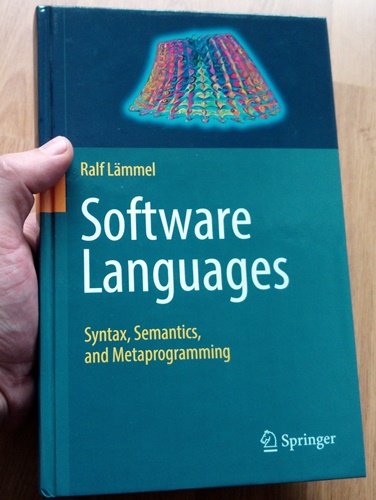 Ralf Lämmel
Software
Languages
Syntax, Semantics,
and Metaprogramming
Springer